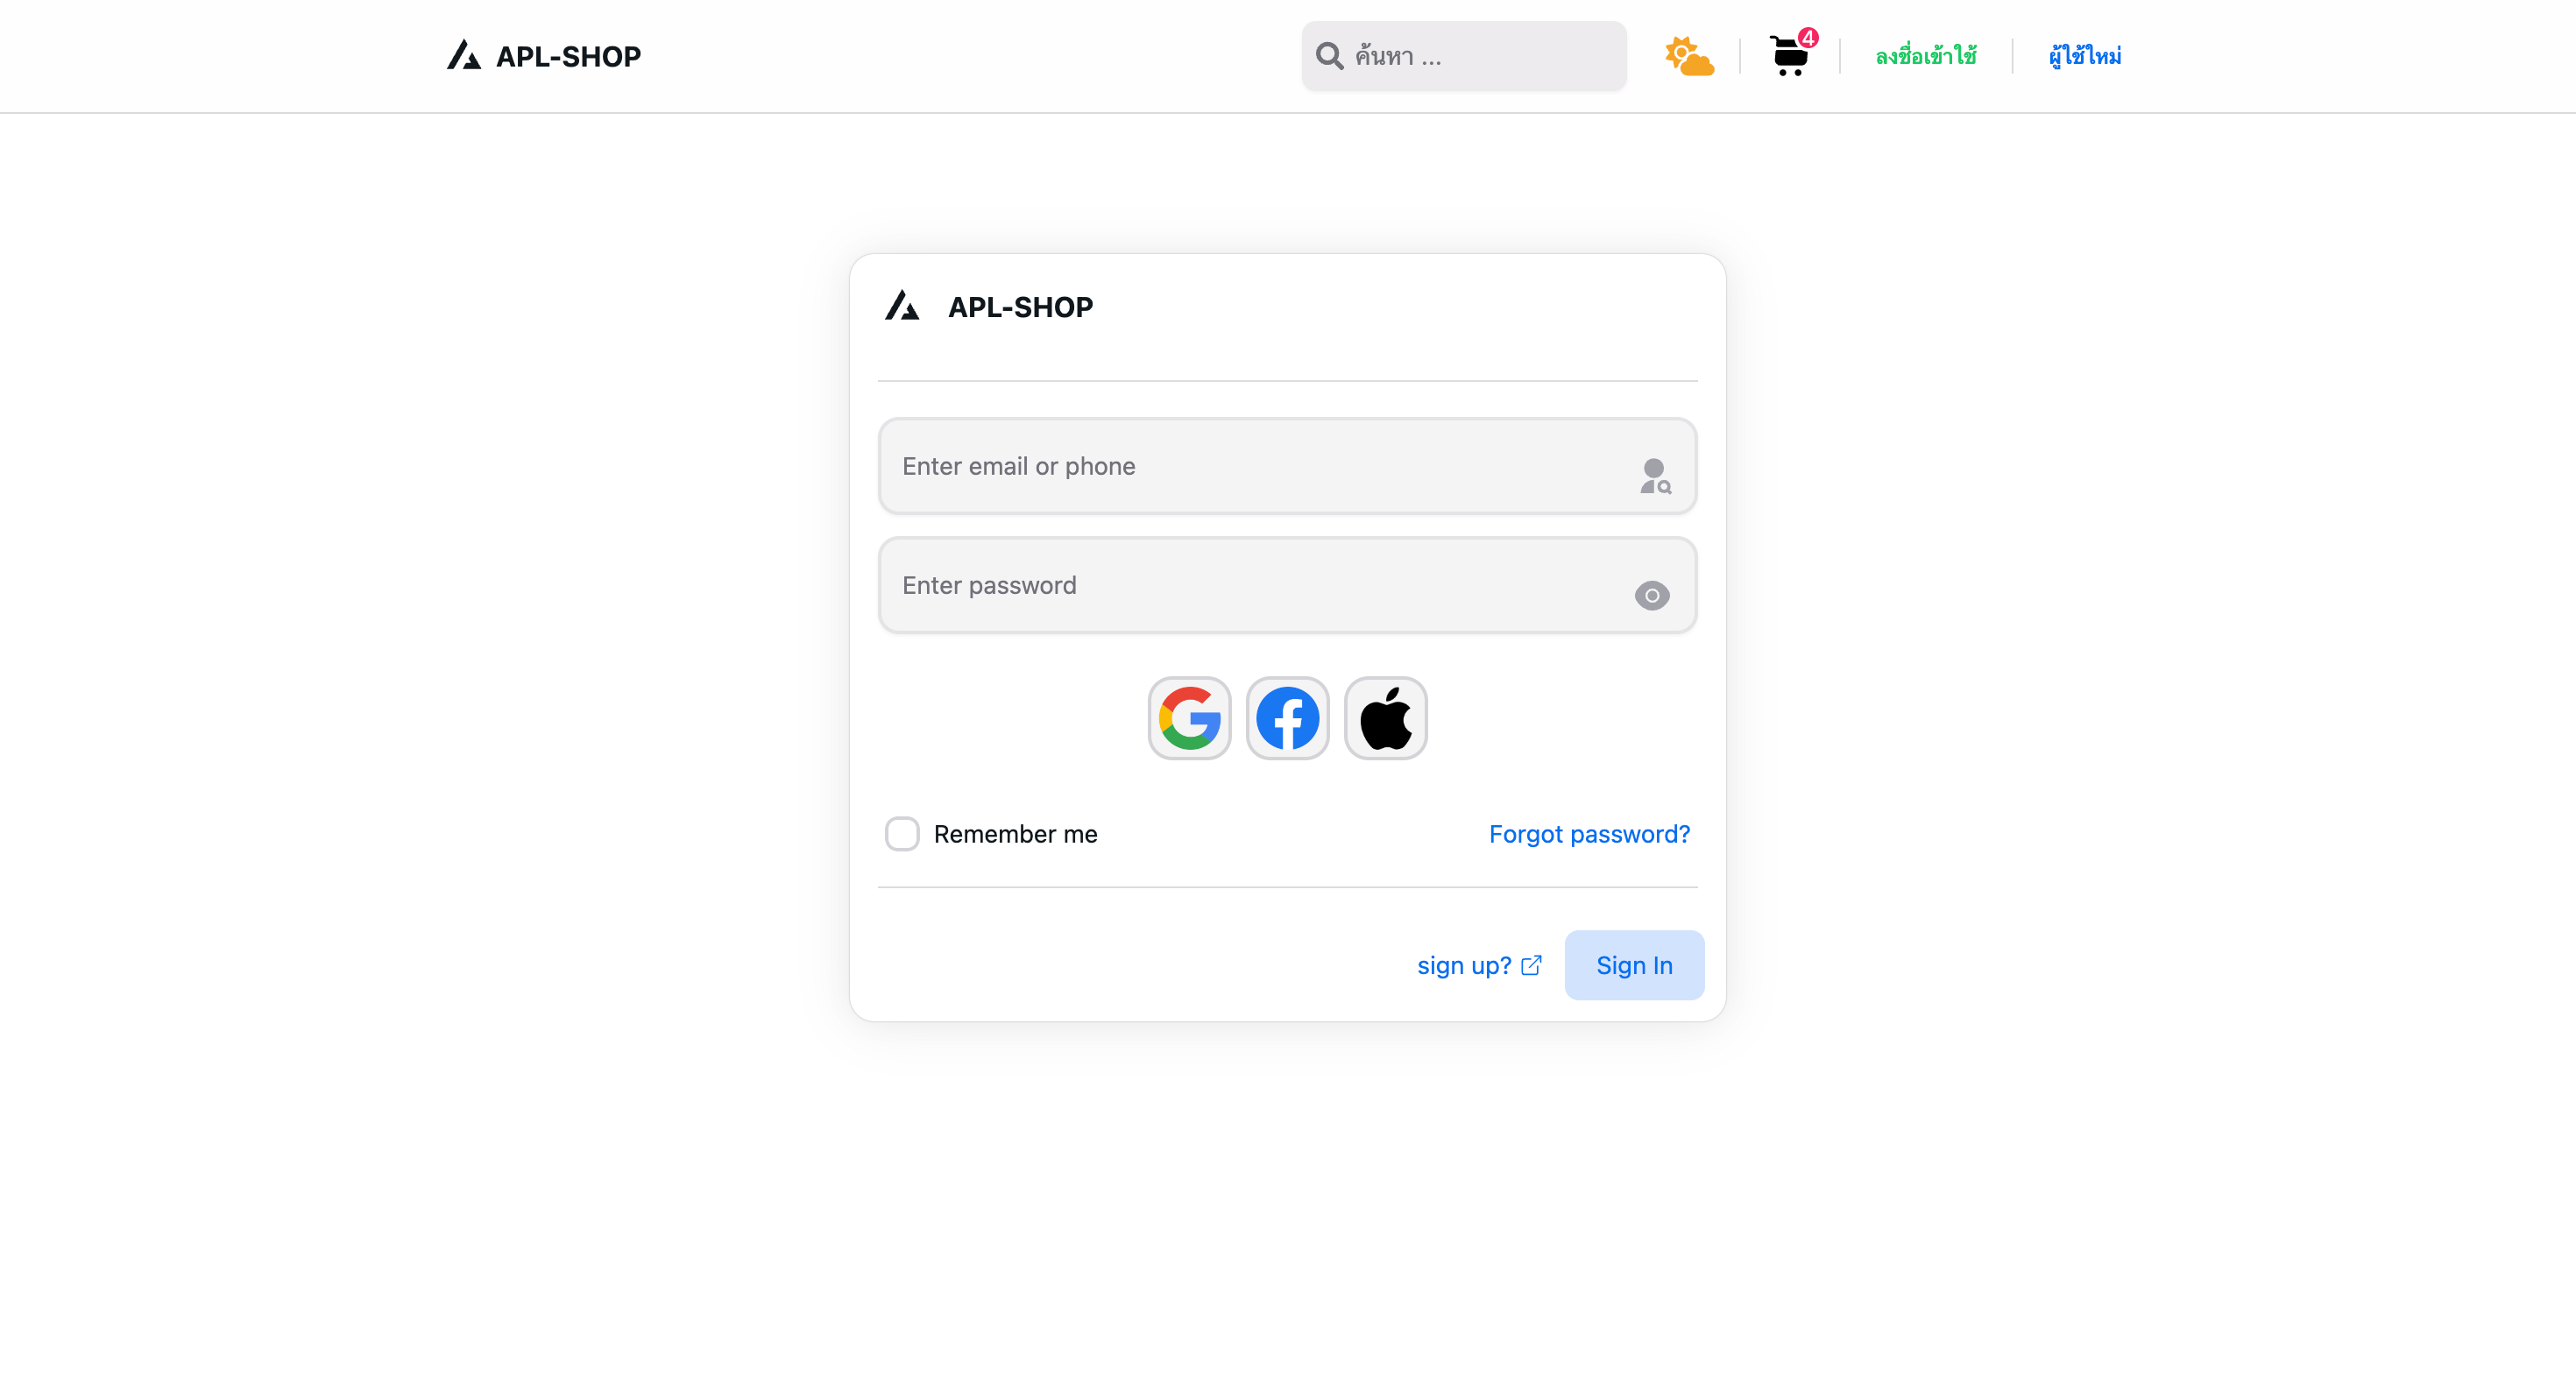 APL-SHOP
ค้นหา ...
4
ลงชื่อเข้าใช้
ผู้ใช้ใหม่
APL-SHOP
Enter email or phone
Enter password
Remember me
Forgot password?
sign up?
Sign In